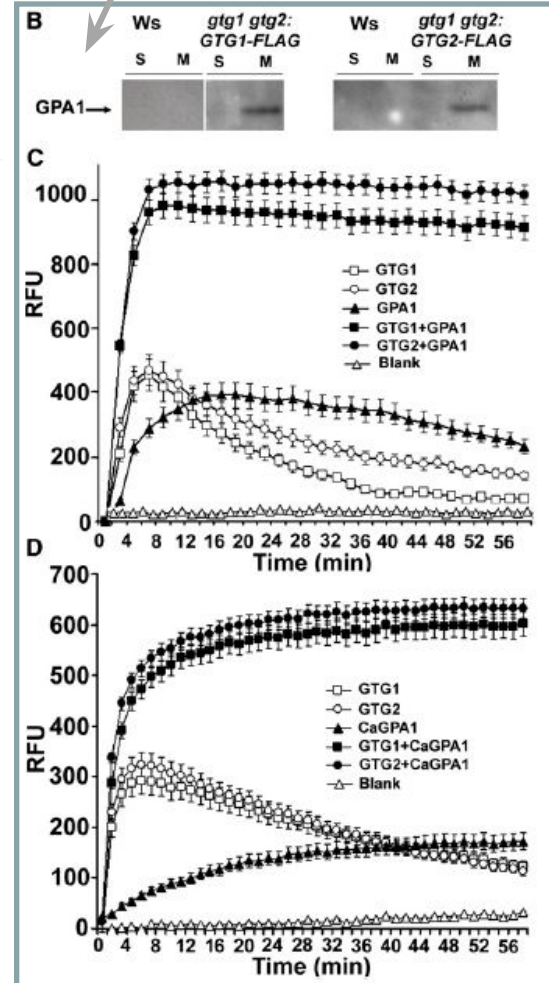 B
Ws
gtg1 gtg2:
GTG1-FLAG
Ws
gtg1 gtg2:
GTG2-FLAG
S M S M S M S M
GPA1
C
1000
800
600
400
200
0
RFU
GTG1
GTG2
GPA1
GTG1+GPA1
GTG2+GPA1
Blank
0 4 8 12 16 20 24 28 32 36 40 44 48 52 56
Time (min)
D
700
600
500
400
300
200
100
0
RFU
GTG1
GTG2
CaGPA1
GTG1+CaGPA1
GTG2+CaGPA1
Blank
0 4 8 12 16 20 24 28 32 36 40 44 48 52 56
Time (min)